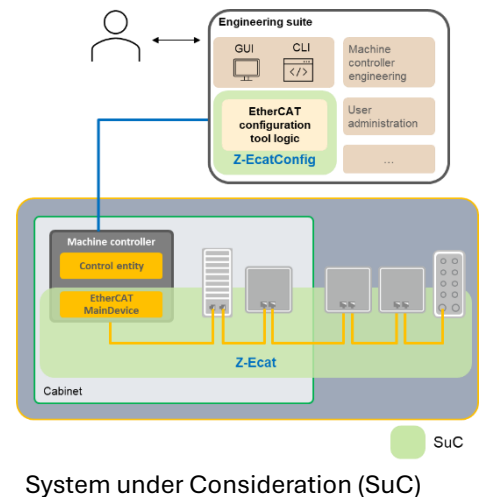 Engineering suite
GUI
CLI
</>
Machine
controller
engineering
EtherCAT
configuration
tool logic
Z-EcatConfig
User
administration
...
Machine controller
Control entity
EtherCAT
MainDevice
Z-Ecat
Cabinet
SuC
System under Consideration (SuC)